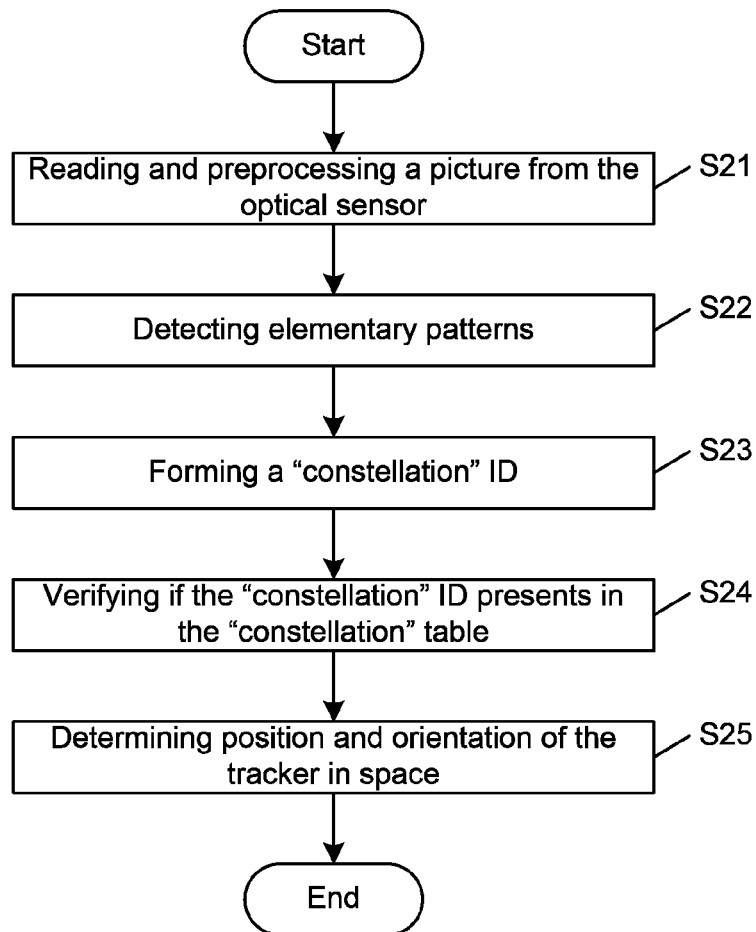 Start
Reading and preprocessing a picture from the
optical sensor
S21
Detecting elementary patterns
S22
Forming a “constellation” ID
S23
Verifying if the “constellation” ID presents in
the “constellation” table
S24
Determining position and orientation of the
tracker in space
S25
End